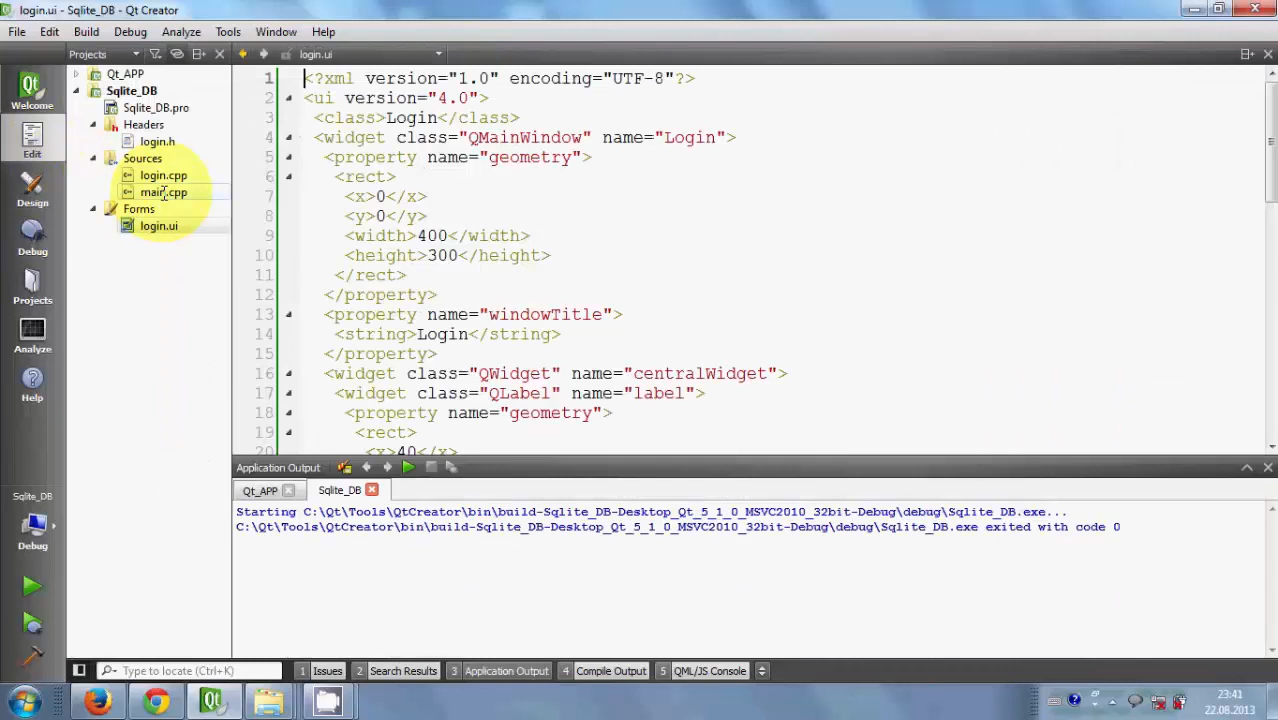 login.ui - Sqlite_DB - Qt Creator
File Edit Build Debug Analyze Tools Window Help
Projects login.ui
Qt_APP
Sqlite_DB
Sqlite_DB.pro
Headers
login.h
Sources
login.cpp
main.cpp
Forms
login.ui
Welcome
Edit
Design
Debug
Projects
Analyze
Help
Sqlite_DB
Debug
1 <?xml version="1.0" encoding="UTF-8"?>
2 <ui version="4.0">
3 <class>Login</class>
4 <widget class="QMainWindow" name="Login">
5 <property name="geometry">
6 <rect>
7 <x>0</x>
8 <y>0</y>
9 <width>400</width>
10 <height>300</height>
11 </rect>
12 </property>
13 <property name="windowTitle">
14 <string>Login</string>
15 </property>
16 <widget class="QWidget" name="centralWidget">
17 <widget class="QLabel" name="label">
18 <property name="geometry">
19 <rect>
20 <x>40</x>
Application Output
Qt_APP Sqlite_DB
Starting C:\Qt\Tools\QtCreator\bin\build-Sqlite_DB-Desktop_Qt_5_1_0_MSVC2010_32bit-Debug\debug\Sqlite_DB.exe...
C:\Qt\Tools\QtCreator\bin\build-Sqlite_DB-Desktop_Qt_5_1_0_MSVC2010_32bit-Debug\debug\Sqlite_DB.exe exited with code 0
Type to locate (Ctrl+K) 1 Issues 2 Search Results 3 Application Output 4 Compile Output 5 QML/JS Console
23:41
22.08.2013